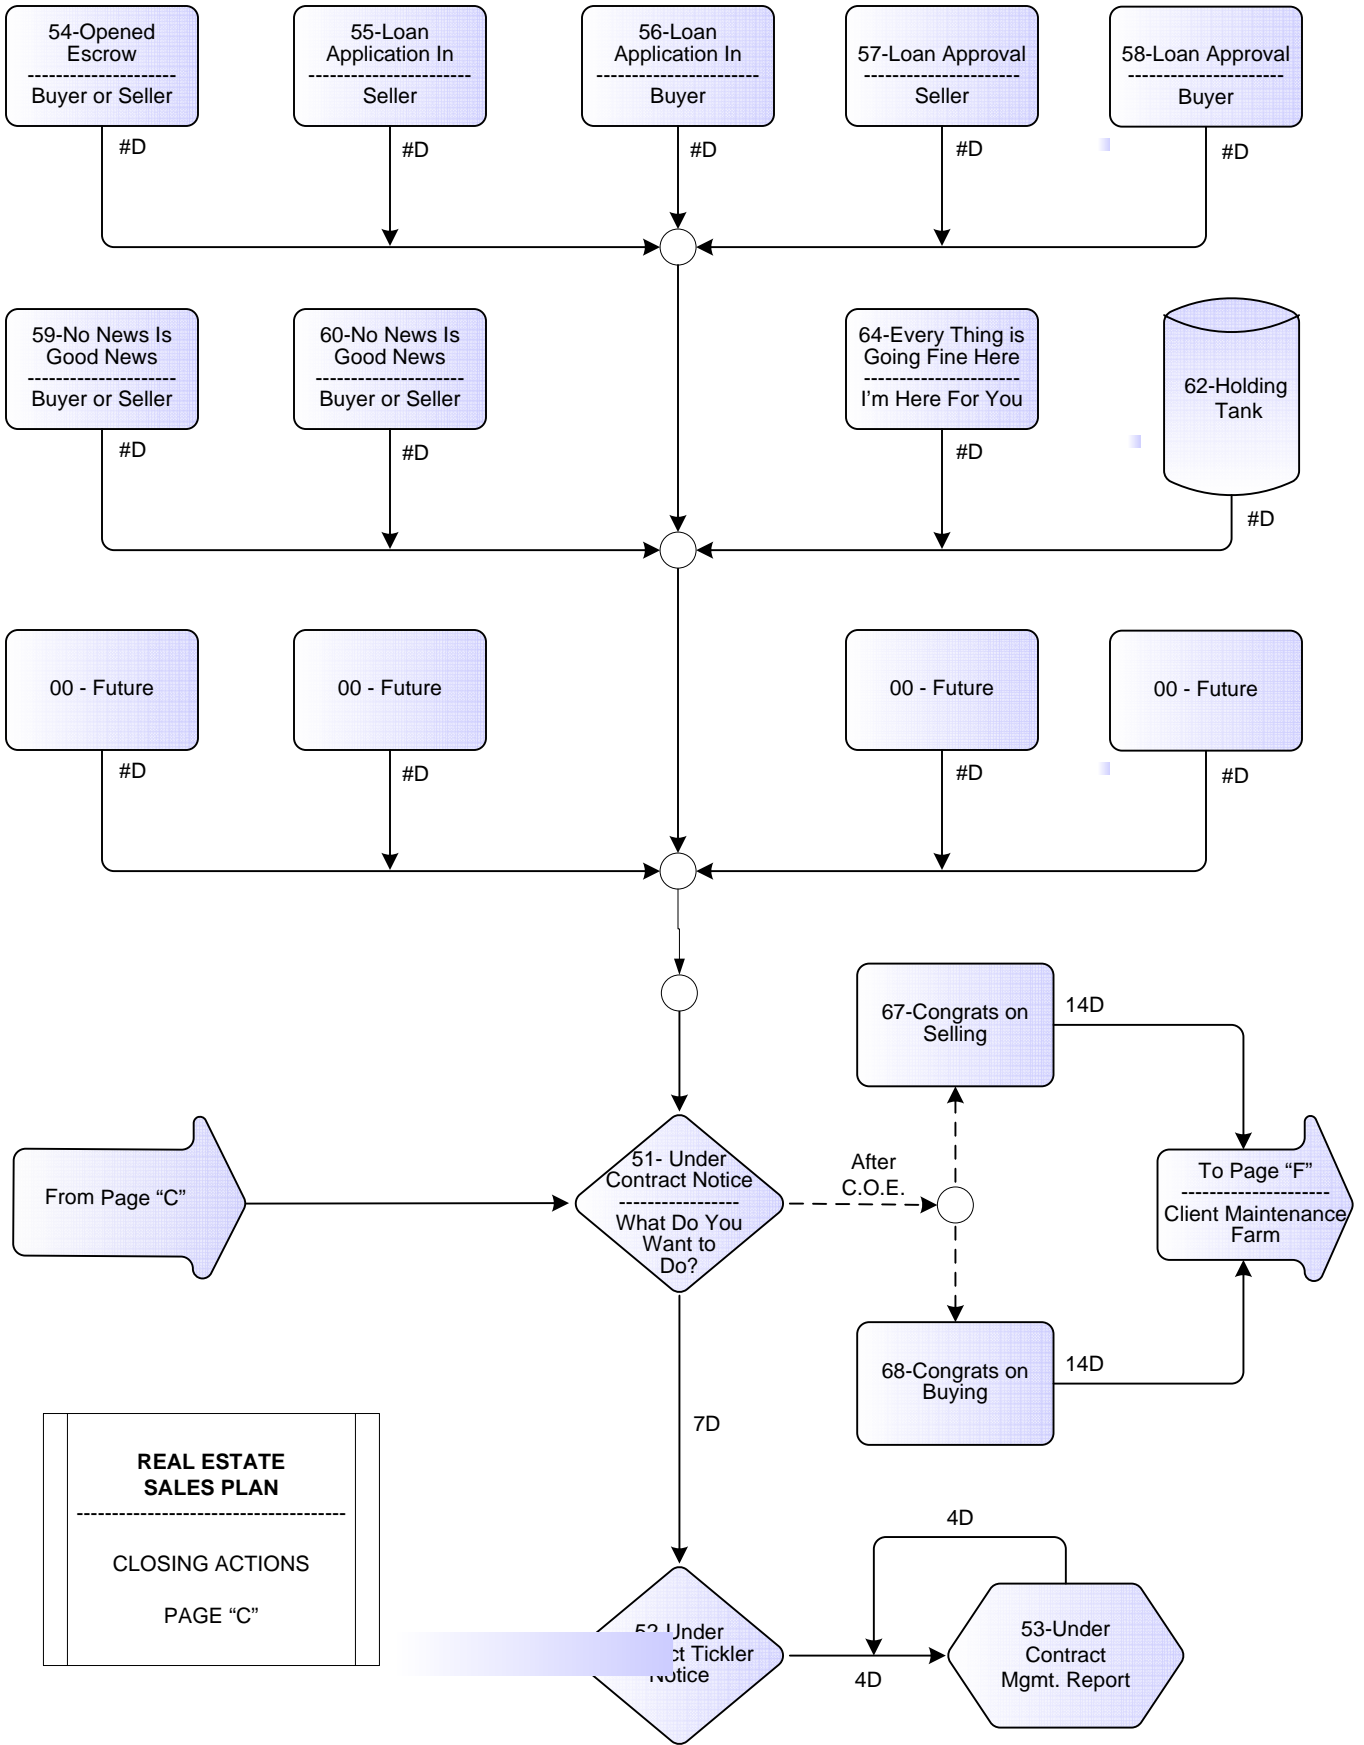 54-Opened
Escrow
---------------------
Buyer or Seller
#D
55-Loan
Application In
-----------------------
Seller
#D
56-Loan
Application In
-----------------------
Buyer
#D
57-Loan Approval
----------------------
Seller
#D
58-Loan Approval
----------------------
Buyer
#D
59-No News Is
Good News
---------------------
Buyer or Seller
#D
60-No News Is
Good News
---------------------
Buyer or Seller
#D
64-Every Thing is
Going Fine Here
----------------------
I'm Here For You
#D
62-Holding
Tank
#D
00 - Future
#D
00 - Future
#D
00 - Future
#D
00 - Future
#D
67-Congrats on
Selling
14D
From Page “C”
51- Under
Contract Notice
-----------------
What Do You
Want to
Do?
After
C.O.E.
To Page “F”
---------------------
Client Maintenance
Farm
68-Congrats on
Buying
14D
7D
REAL ESTATE
SALES PLAN
--------------------------------------
CLOSING ACTIONS
PAGE “C”
52-Under
Tickler
Notice
4D
4D
53-Under
Contract
Mgmt. Report